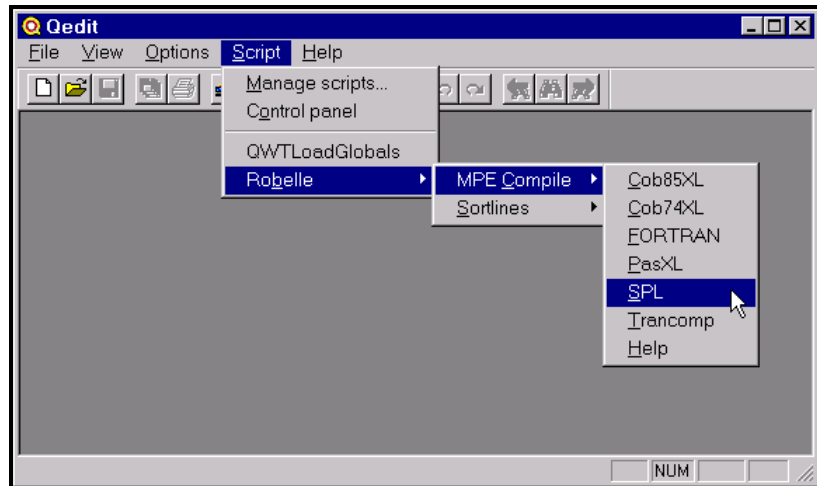 Qedit
File View Options Script Help
Manage scripts...
Control panel
QWTLoadGlobals
Robelle
MPE Compile
Sortlines
Cob85XL
Cob74XL
FORTRAN
PasXL
SPL
Trancomp
Help
NUM